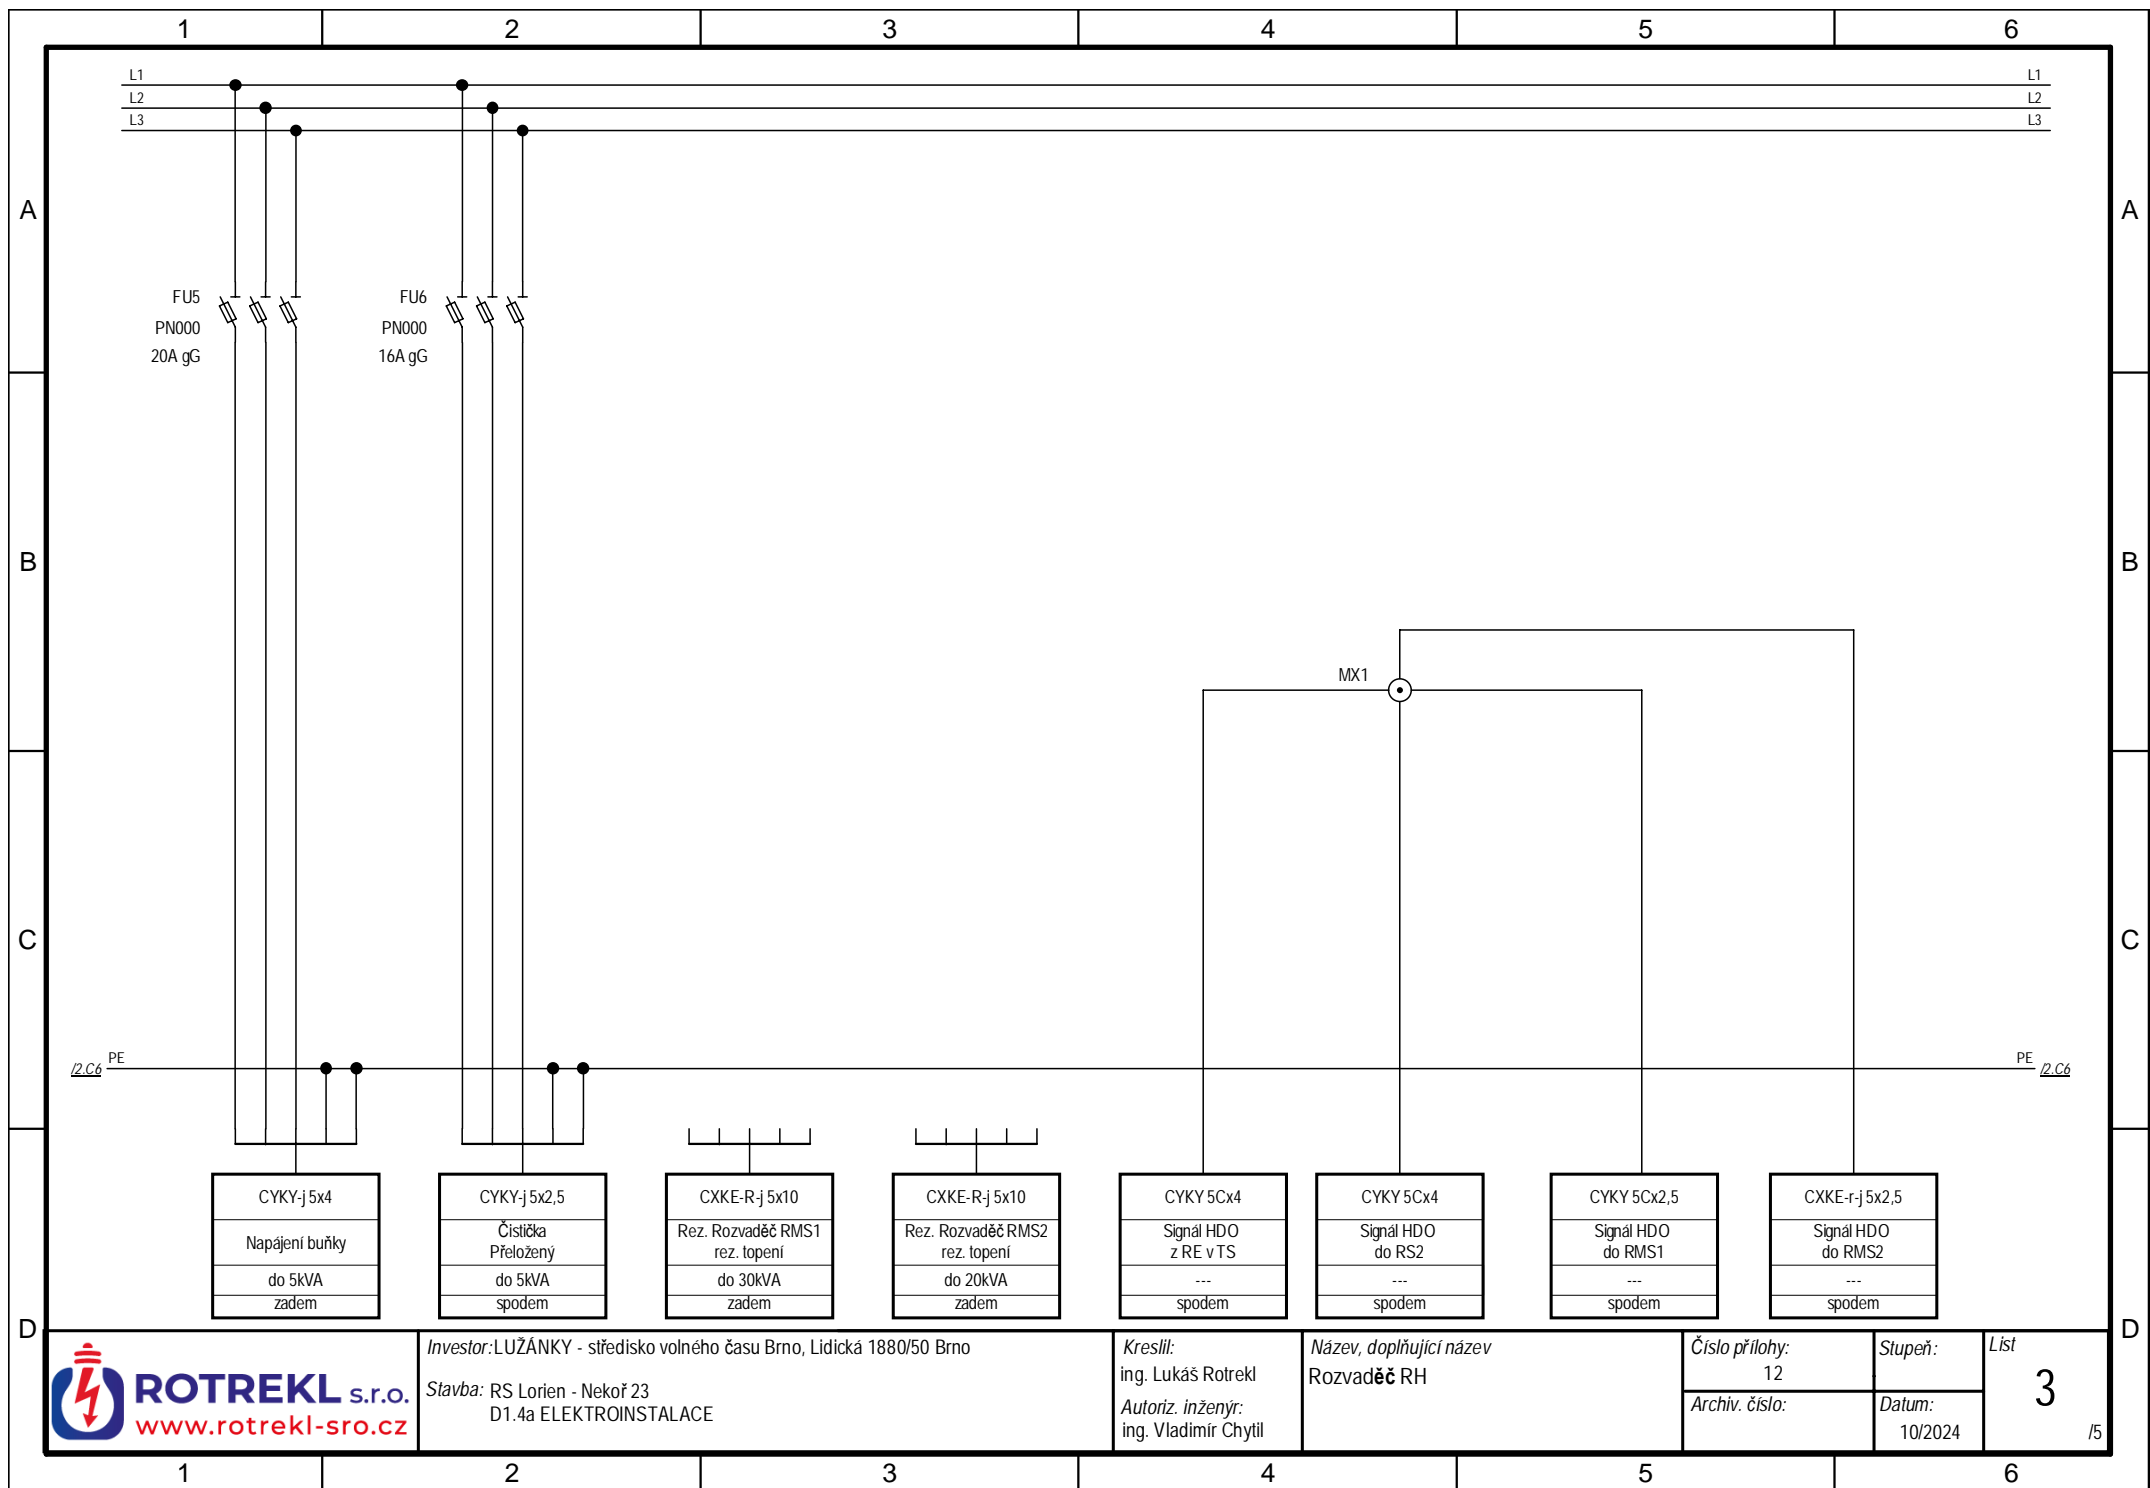 1 2 3 4 5 6
L1 L1
L2 L2
L3 L3
A A
FU5
PN000
20A gG
FU6
PN000
16A gG
B B
MX1
C C
/2.C6 PE
PE /2.C6
CYKY-j 5x4
Napájení buňky
do 5kVA
zadem
CYKY-j 5x2,5
Čistička
Přeložený
do 5kVA
spodem
CXKE-R-j 5x10
Rez. Rozvaděč RMS1
rez. topení
do 30kVA
zadem
CXKE-R-j 5x10
Rez. Rozvaděč RMS2
rez. topení
do 20kVA
zadem
CYKY 5Cx4
Signál HDO
z RE v TS
---
spodem
CYKY 5Cx4
Signál HDO
do RS2
---
spodem
CYKY 5Cx2,5
Signál HDO
do RMS1
---
spodem
CXKE-r-j 5x2,5
Signál HDO
do RMS2
---
spodem
D D
ROTREKL s.r.o.
www.rotrekl-sro.cz
Investor: LUŽÁNKY - středisko volného času Brno, Lidická 1880/50 Brno
Stavba: RS Lorien - Nekoř 23
D1.4a ELEKTROINSTALACE
Kreslil:
ing. Lukáš Rotrekl
Autoriz. inženýr:
ing. Vladimír Chytil
Název, doplňující název
Rozvaděč RH
Číslo přílohy:
12
Archiv. číslo:
Stupeň:
Datum:
10/2024
List
3
/5
1 2 3 4 5 6